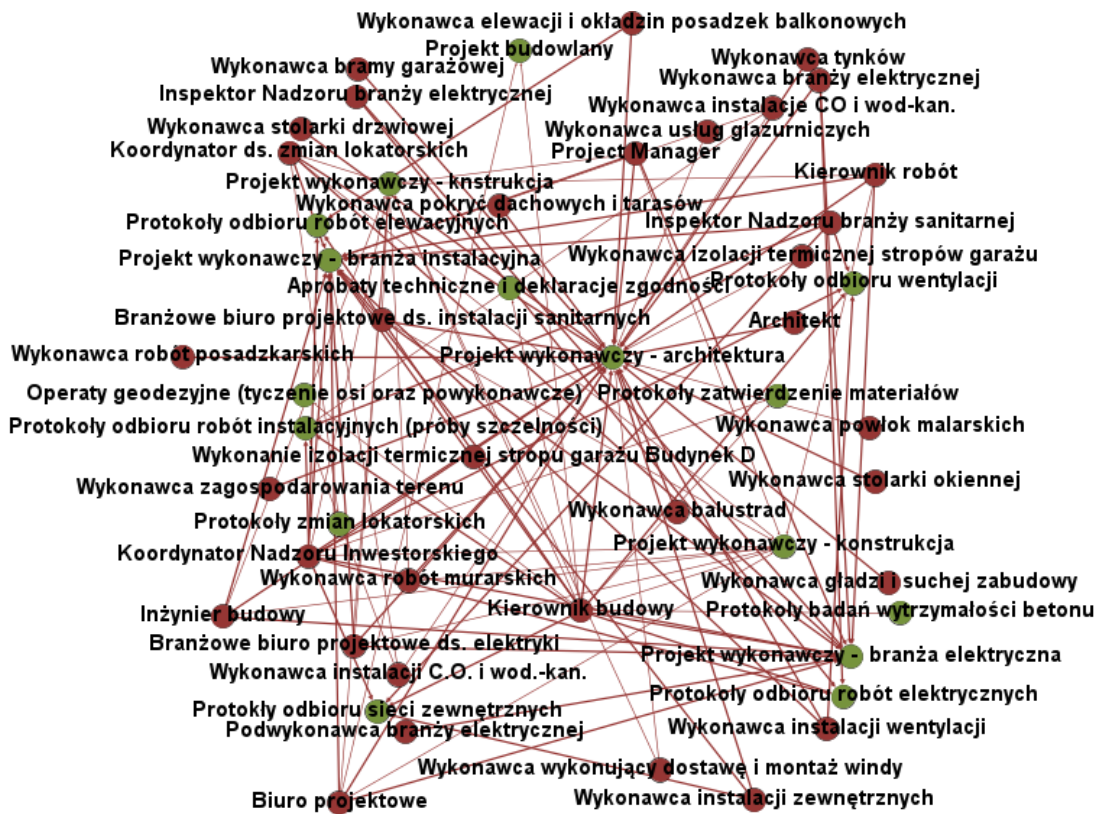 Wykonawca elewacji i okładzin posadzek balkonowych
Projekt budowlany
Wykonawca tynków
Wykonawca bramy garażowej
Wykonawca branży elektrycznej
Inspektor Nadzoru branży elektrycznej
Wykonawca instalacje CO i wod-kan.
Wykonawca stolarki drzwiowej
Wykonawca usług glazurniczych
Koordynator ds. zmian lokatorskich
Project Manager
Kierownik robót
Projekt wykonawczy - knstrukcja
Wykonawca pokryć dachowych i tarasów
Protokoły odbioru robót elewacyjnych
Inspektor Nadzoru branży sanitarnej
Projekt wykonawczy - branża instalacyjna
Wykonawca izolacji termicznej stropów garażu
Aprobaty techniczne i deklaracje zgodności
Protokoły odbioru wentylacji
Branżowe biuro projektowe ds. instalacji sanitarnych
Architekt
Wykonawca robót posadzkarskich
Projekt wykonawczy - architektura
Operaty geodezyjne (tyczenie osi oraz powykonawcze)
Protokoły zatwierdzenie materiałów
Protokoły odbioru robót instalacyjnych (próby szczelności)
Wykonawca powłok malarskich
Wykonanie izolacji termicznej stropu garażu Budynek D
Wykonawca zagospodarowania terenu
Wykonawca stolarki okiennej
Wykonawca balustrad
Protokoły zmian lokatorskich
Projekt wykonawczy - konstrukcja
Koordynator Nadzoru Inwestorskiego
Wykonawca robót murarskich
Wykonawca gładzi i suchej zabudowy
Inżynier budowy
Kierownik budowy
Protokoły badań wytrzymałości betonu
Branżowe biuro projektowe ds. elektryki
Projekt wykonawczy - branża elektryczna
Wykonawca instalacji C.O. i wod.-kan.
Protokoły odbioru robót elektrycznych
Protokły odbioru sieci zewnętrznych
Podwykonawca branży elektrycznej
Wykonawca instalacji wentylacji
Wykonawca wykonujący dostawę i montaż windy
Biuro projektowe
Wykonawca instalacji zewnętrznych